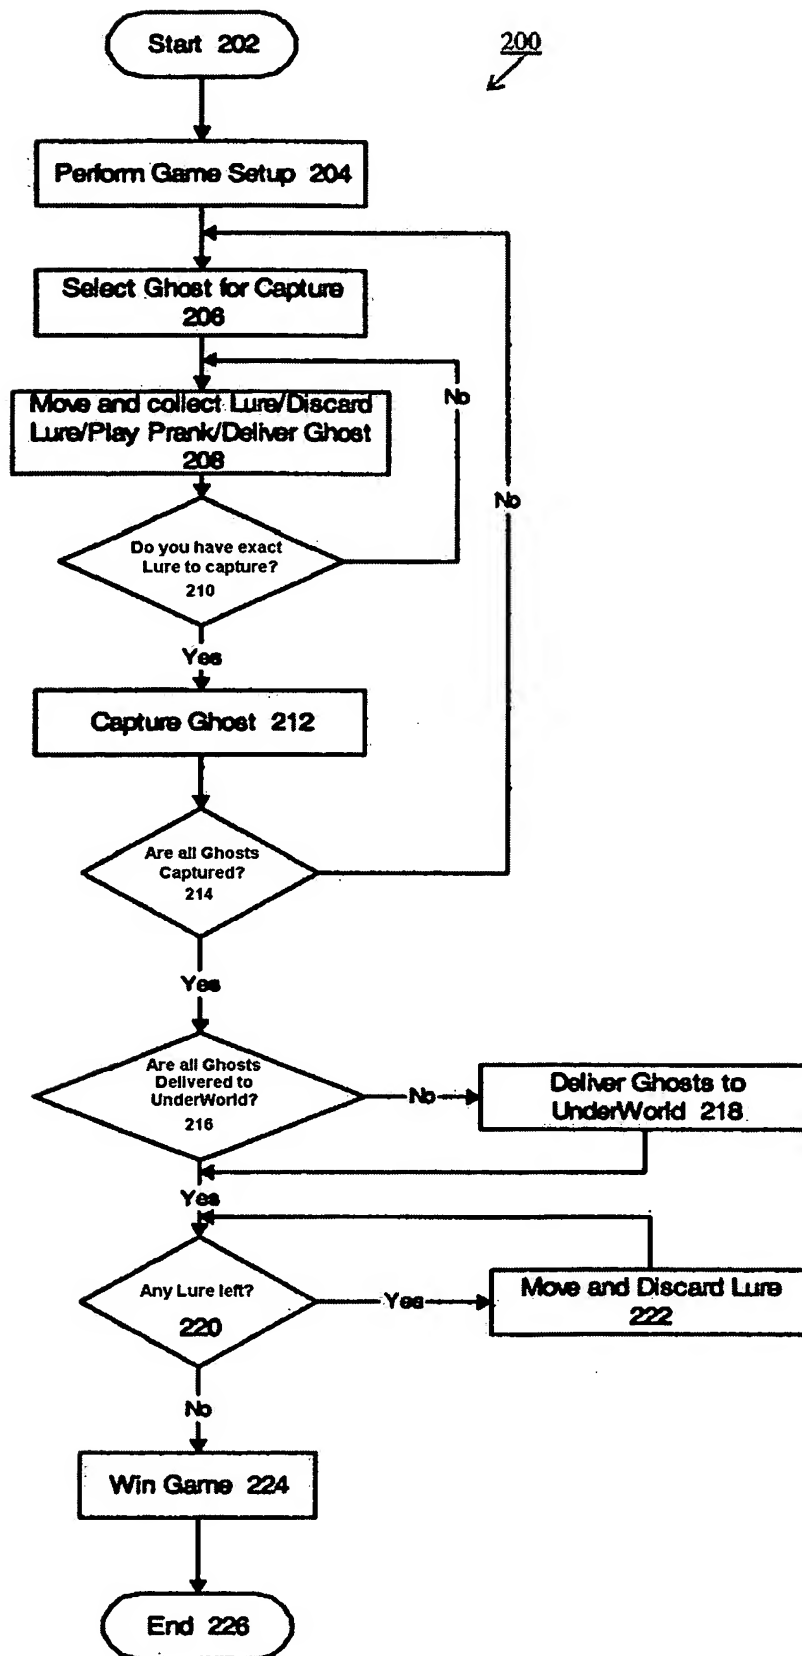 Start 202
200
Perform Game Setup 204
Select Ghost for Capture
206
No
Move and collect Lure/Discard
Lure/Play Prank/Deliver Ghost
208
No
Do you have exact
Lure to capture?
210
Yes
Capture Ghost 212
Are all Ghosts
Captured?
214
Yes
Are all Ghosts
Delivered to
UnderWorld?
216
No
Deliver Ghosts to
UnderWorld 218
Yes
Any Lure left?
220
Yes
Move and Discard Lure
222
No
Win Game 224
End 226